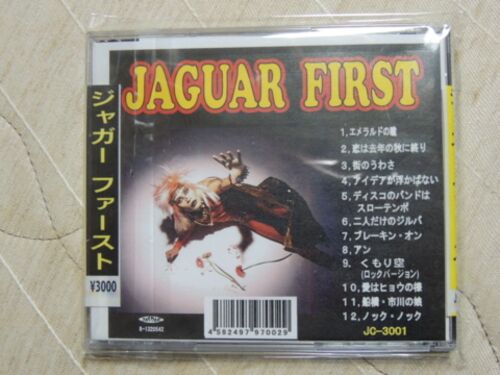 JAGUAR FIRST
ジャガー ファースト
¥3000
1,エメラルドの瞳
2,恋は去年の秋に終り
3,街のうわさ
4,アイデアが浮かばない
5,ディスコのバンドは
スローテンポ
6,二人だけのジルバ
7,ブレーキン・オン
8,アン
9. くもり空
(ロックバージョン)
10,愛はヒョウの様
11,船橋・市川の娘
12,ノック・ノック
JC-3001
8-1320542
4582497970029